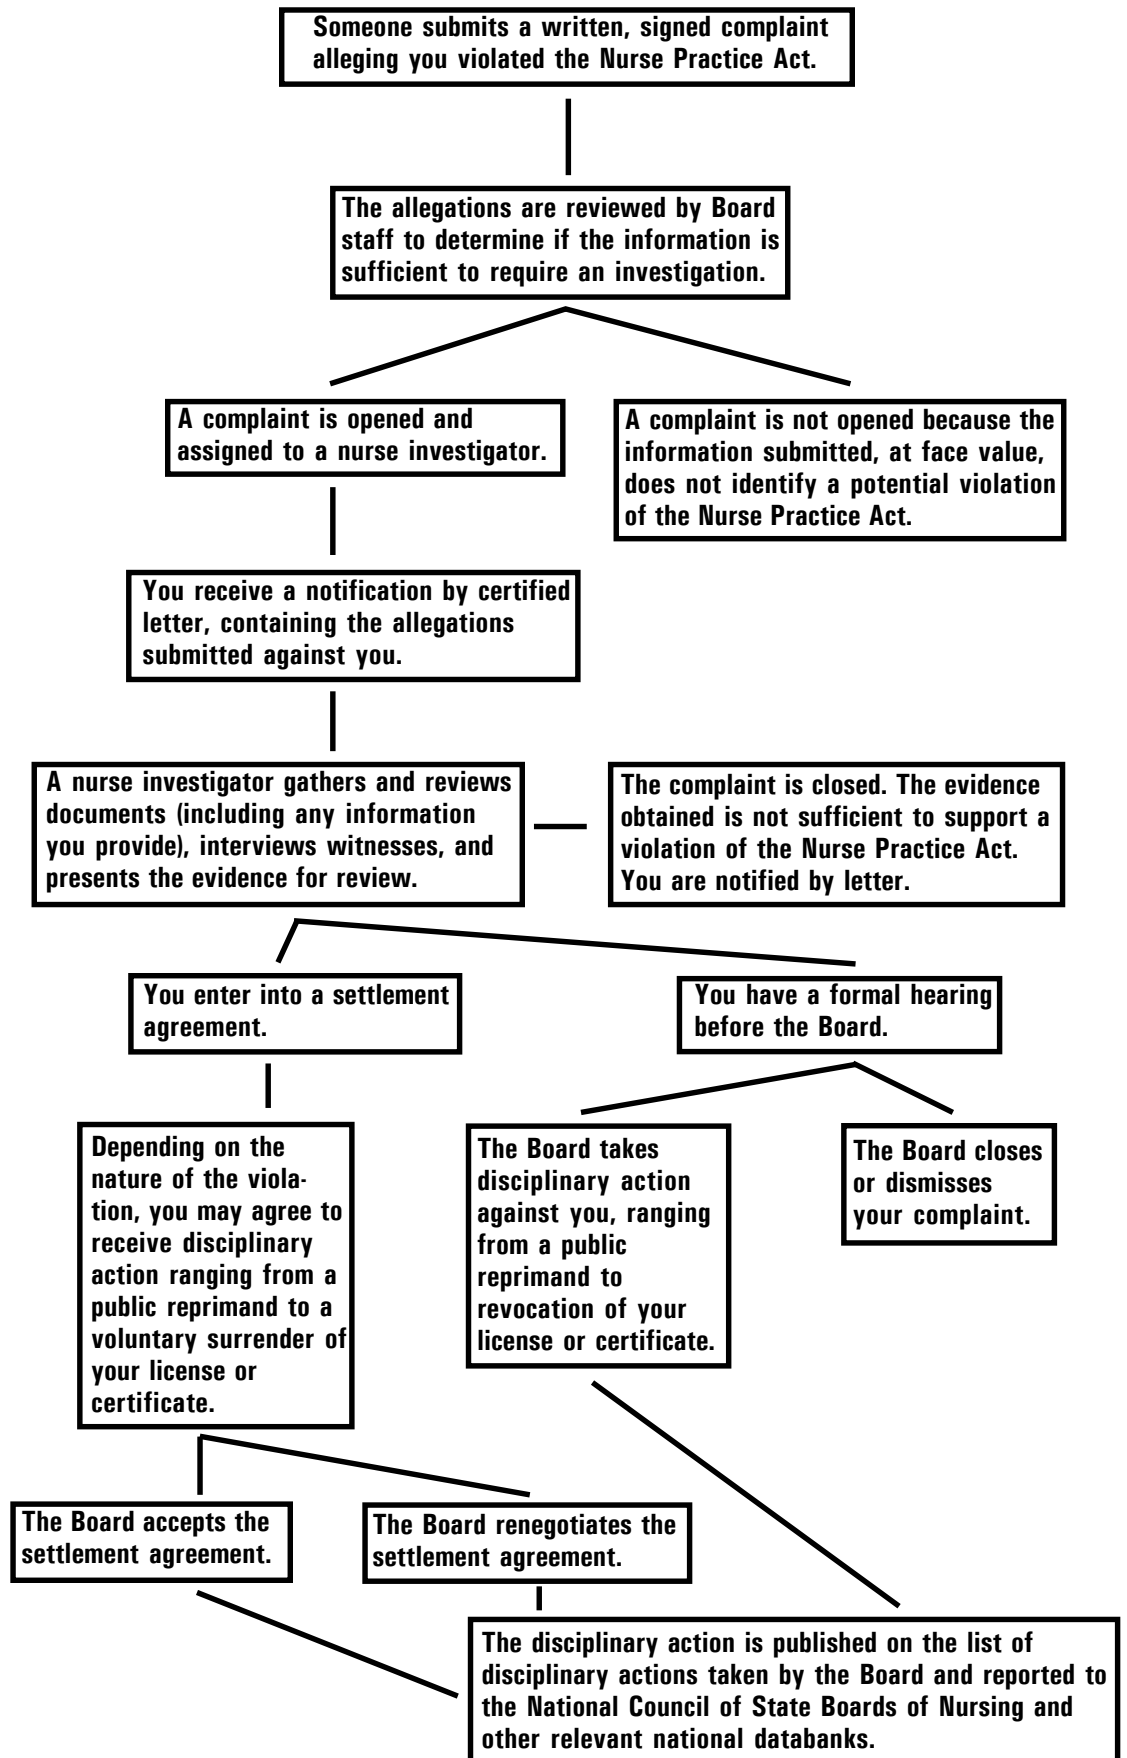 Someone submits a written, signed complaint
alleging you violated the Nurse Practice Act.
The allegations are reviewed by Board
staff to determine if the information is
sufficient to require an investigation.
A complaint is opened and
assigned to a nurse investigator.
A complaint is not opened because the
information submitted, at face value,
does not identify a potential violation
of the Nurse Practice Act.
You receive a notification by certified
letter, containing the allegations
submitted against you.
A nurse investigator gathers and reviews
documents (including any information
you provide), interviews witnesses, and
presents the evidence for review.
The complaint is closed. The evidence
obtained is not sufficient to support a
violation of the Nurse Practice Act.
You are notified by letter.
You enter into a settlement
agreement.
You have a formal hearing
before the Board.
Depending on the
nature of the viola-
tion, you may agree to
receive disciplinary
action ranging from a
public reprimand to a
voluntary surrender of
your license or
certificate.
The Board takes
disciplinary action
against you, ranging
from a public
reprimand to
revocation of your
license or certificate.
The Board closes
or dismisses
your complaint.
The Board accepts the
settlement agreement.
The Board renegotiates the
settlement agreement.
The disciplinary action is published on the list of
disciplinary actions taken by the Board and reported to
the National Council of State Boards of Nursing and
other relevant national databanks.